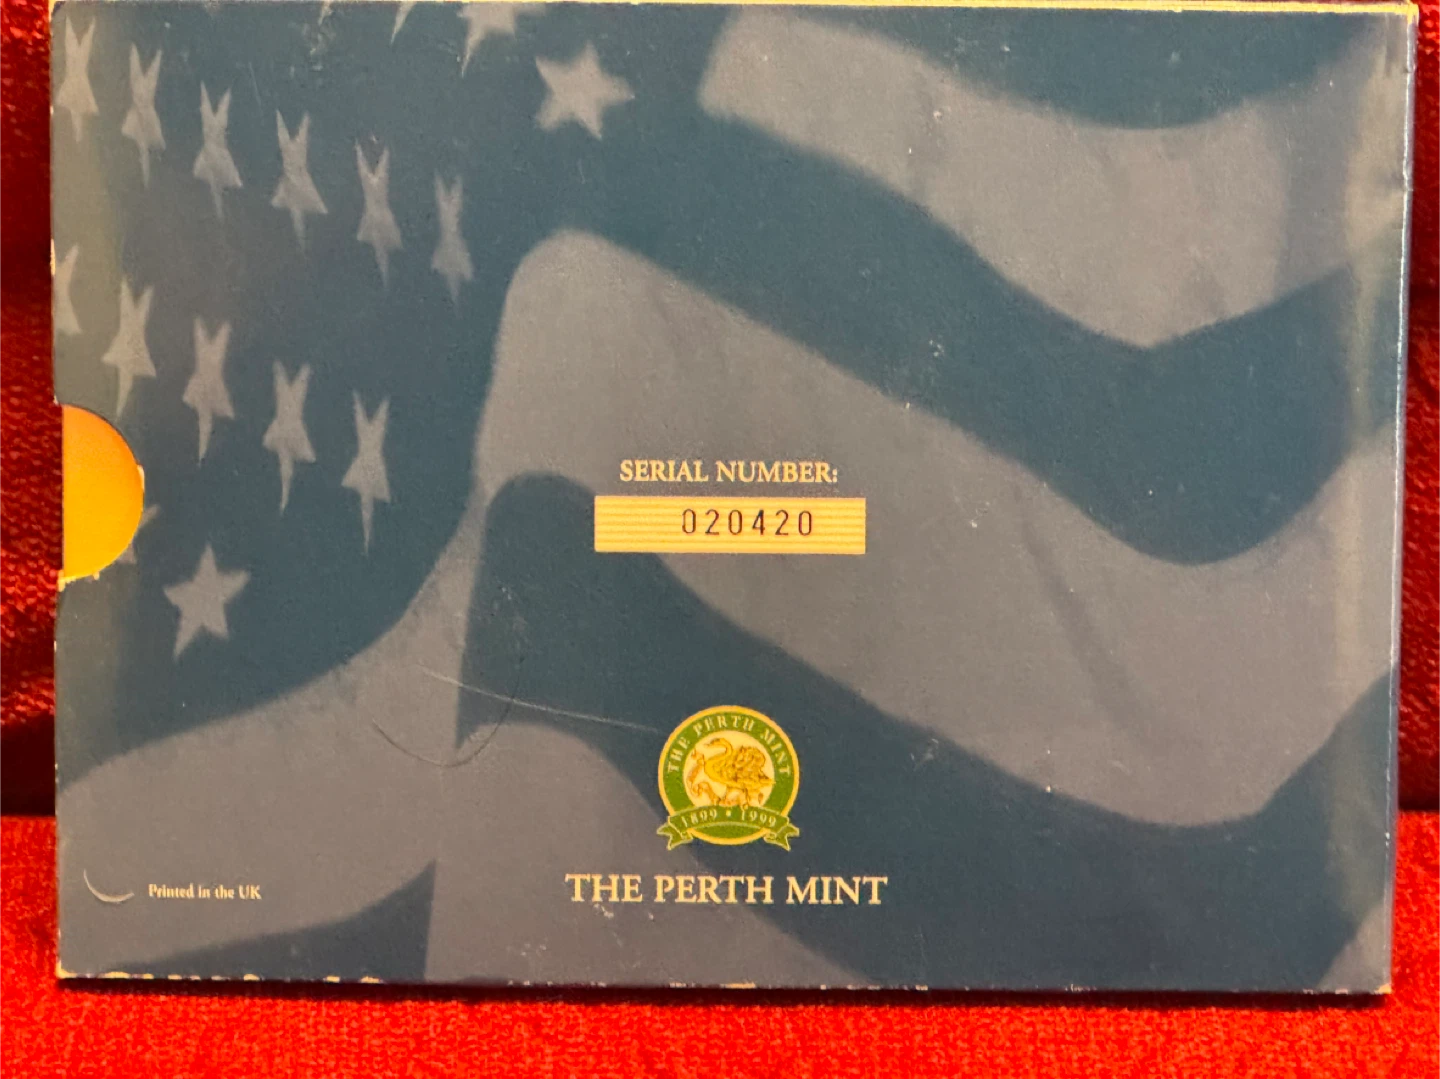 SERIAL NUMBER:
020420
THE PERTH MINT
1899 • 1999
THE PERTH MINT
Printed in the UK